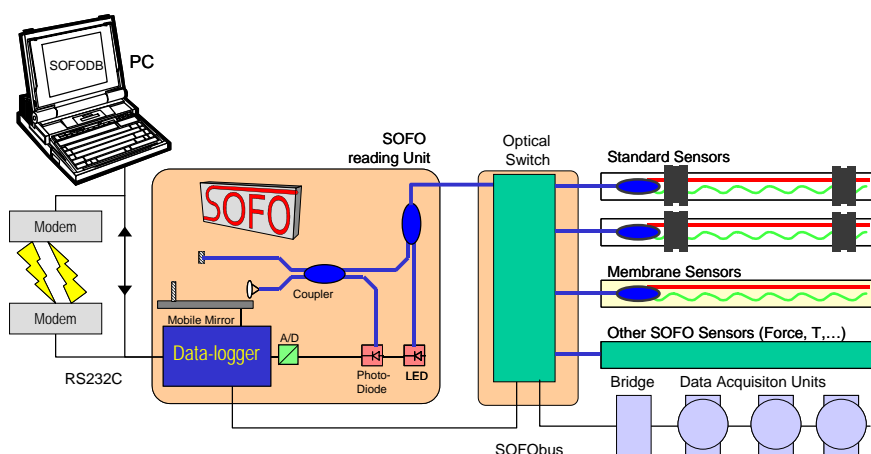 SOFODB
PC
SOFO
reading Unit
Optical
Switch
Standard Sensors
Modem
SOFO
Coupler
Membrane Sensors
Modem
Mobile Mirror
Data-logger
A/D
Other SOFO Sensors (Force, T,...)
RS232C
Photo-
Diode
LED
Bridge
Data Acquisiton Units
SOFObus